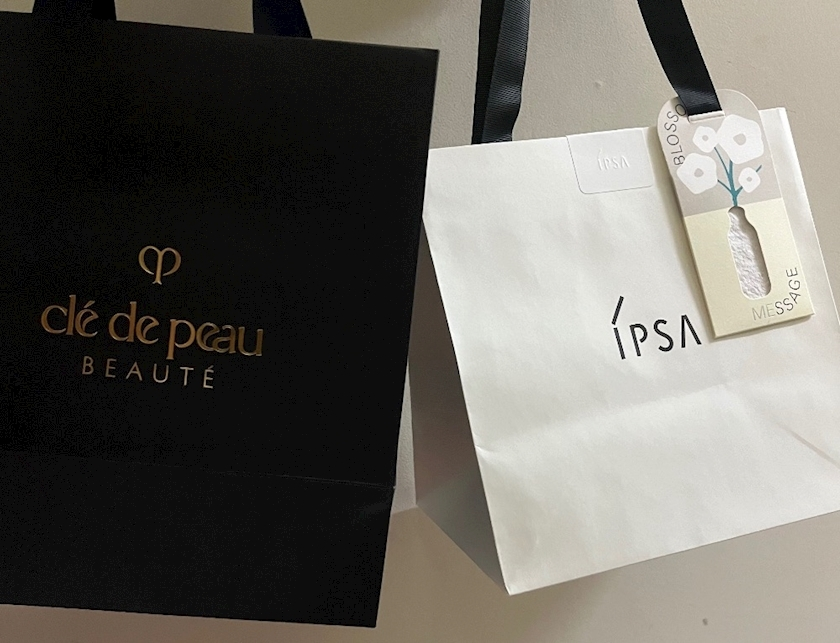 clé de peau
BEAUTÉ
ÍPSA
ÍPSA
BLOSSO
MESSAGE